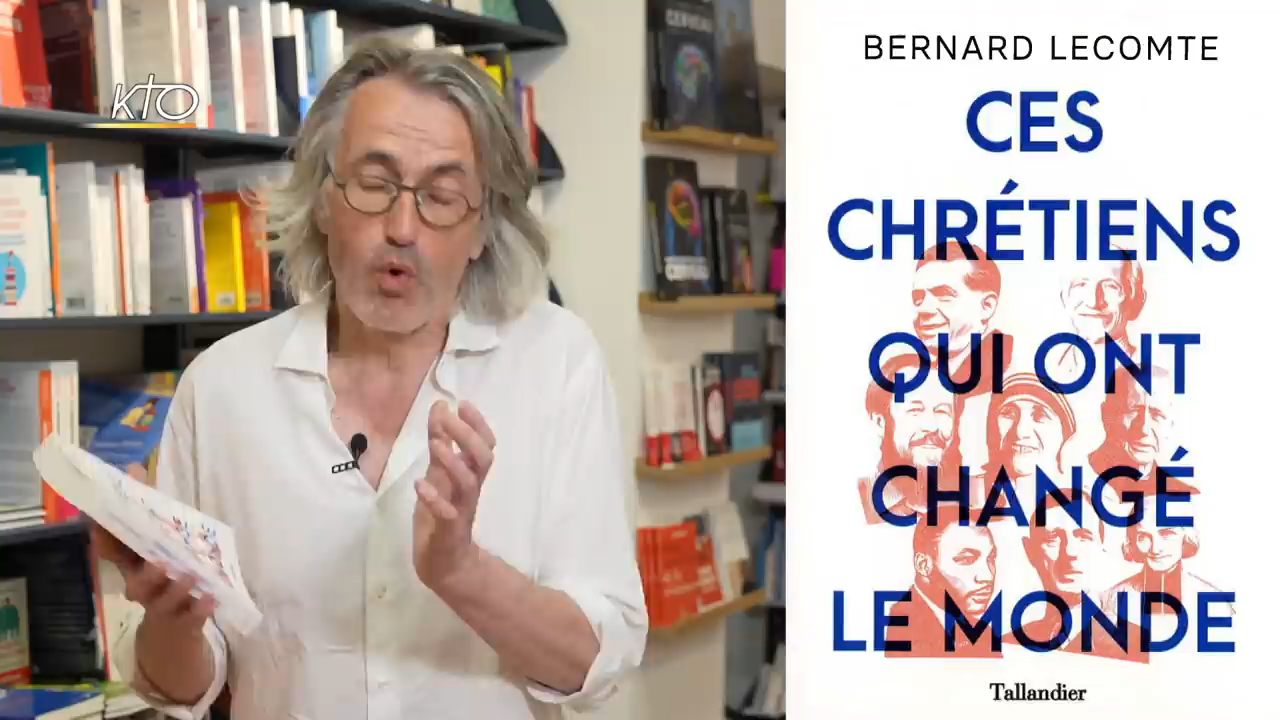 kTO
BERNARD LECOMTE
CES
CHRÉTIENS
QUI ONT
CHANGÉ
LE MONDE
Tallandier